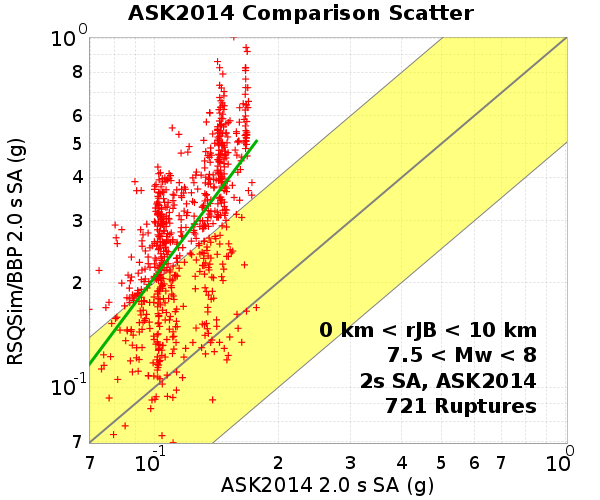 ASK2014 Comparison Scatter
RSQSim/BBP 2.0 s SA (g)
10^0
8
6
5
4
3
2
10^-1
7
0 km < rJB < 10 km
7.5 < Mw < 8
2s SA, ASK2014
721 Ruptures
7 10^-1 2 3 4 5 6 7 10^0
ASK2014 2.0 s SA (g)